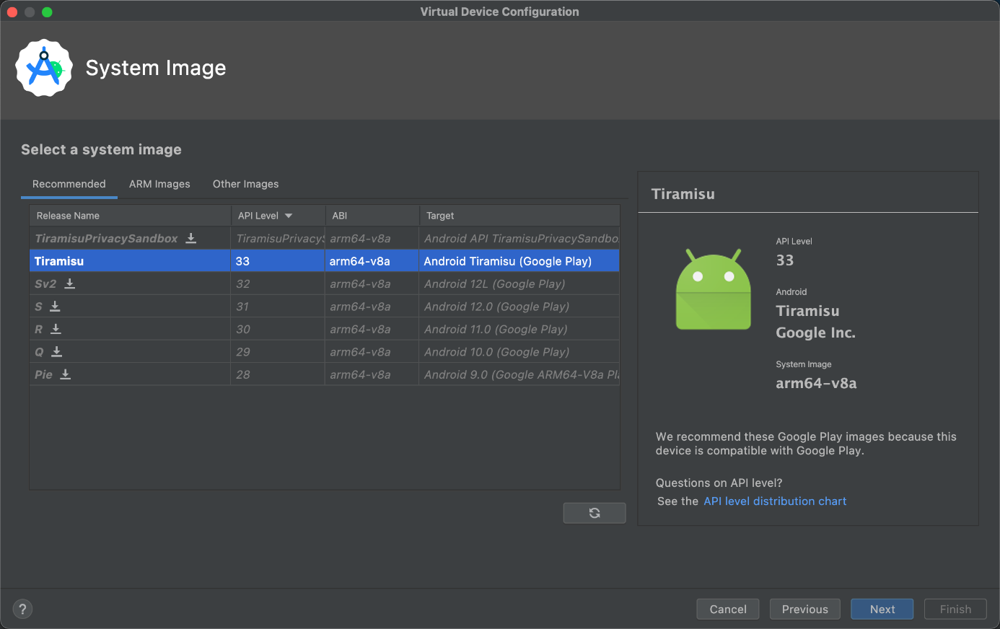 Virtual Device Configuration
System Image
Select a system image
Recommended ARM Images Other Images
Release Name API Level ABI Target
TiramisuPrivacySandbox TiramisuPrivacyS arm64-v8a Android API TiramisuPrivacySandbo
Tiramisu 33 arm64-v8a Android Tiramisu (Google Play)
Sv2 32 arm64-v8a Android 12L (Google Play)
S 31 arm64-v8a Android 12.0 (Google Play)
R 30 arm64-v8a Android 11.0 (Google Play)
Q 29 arm64-v8a Android 10.0 (Google Play)
Pie 28 arm64-v8a Android 9.0 (Google ARM64-V8a Pl
Tiramisu
API Level
33
Android
Tiramisu
Google Inc.
System Image
arm64-v8a
We recommend these Google Play images because this
device is compatible with Google Play.
Questions on API level?
See the API level distribution chart
? Cancel Previous Next Finish